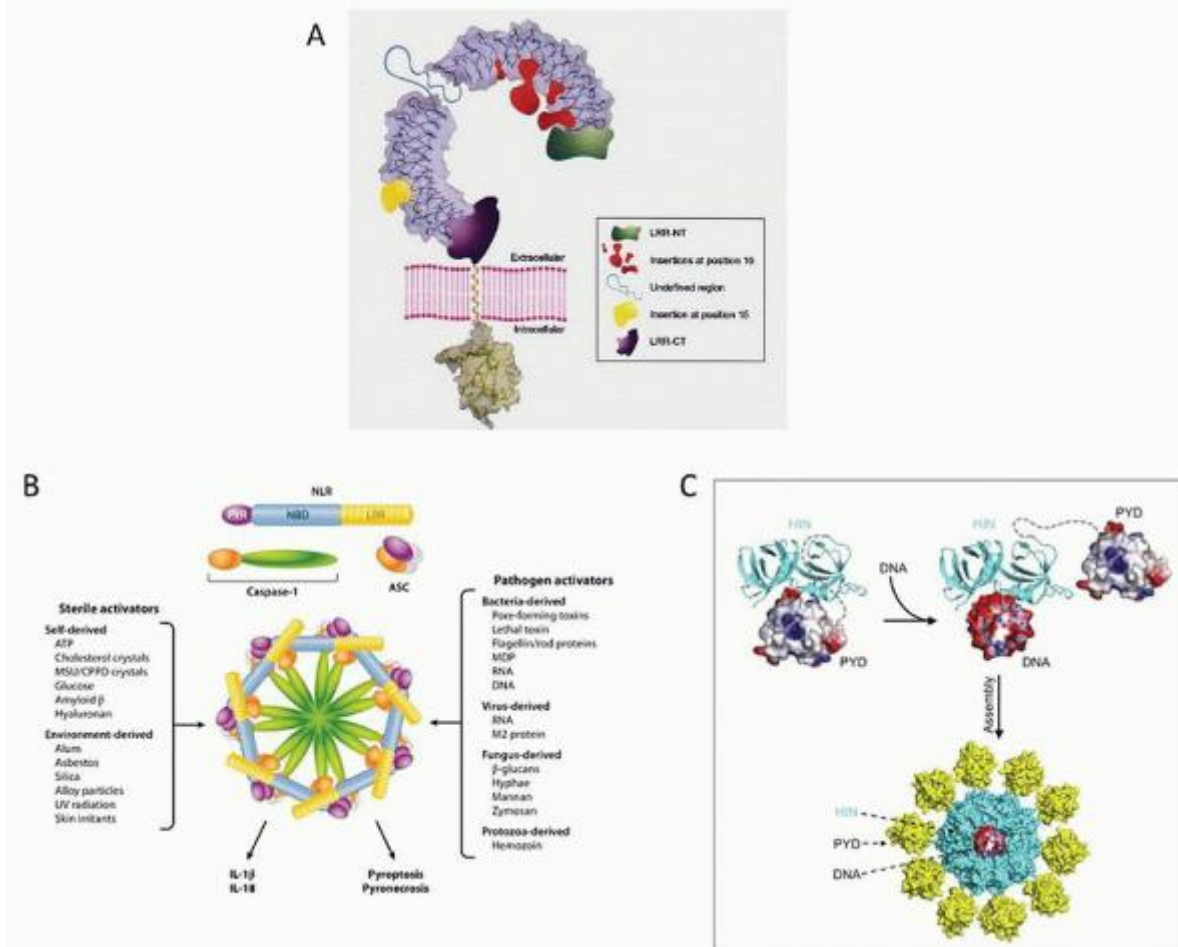 A
Extracellular
Intracellular
LRR-NT
Insertions at position 10
Undefined region
Insertion at position 15
LRR-CT
B
NLR
PYR
NBD
LRR
Caspase-1
ASC
Sterile activators
Self-derived
ATP
Cholesterol crystals
MSU/CPPD crystals
Glucose
Amyloid β
Hyaluronan
Environment-derived
Alum
Asbestos
Silica
Alloy particles
UV radiation
Skin irritants
Pathogen activators
Bacteria-derived
Pore-forming toxins
Lethal toxin
Flagellin/rod proteins
MDP
RNA
DNA
Virus-derived
RNA
M2 protein
Fungus-derived
β-glucans
Hyphae
Mannan
Zymosan
Protozoa-derived
Hemozoin
IL-1β
IL-18
Pyroptosis
Pyronecrosis
C
HIN
PYD
DNA
HIN
PYD
DNA
Assembly
HIN
PYD
DNA